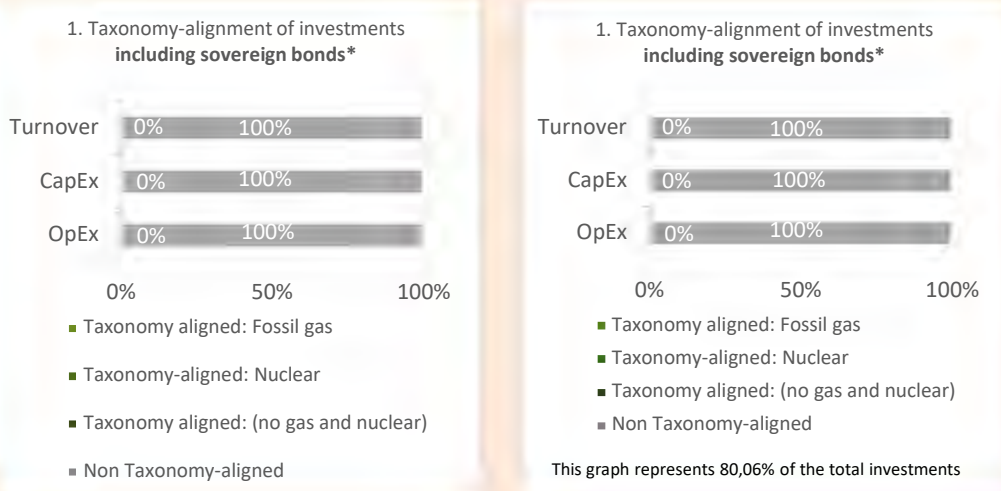 1. Taxonomy-alignment of investments
including sovereign bonds*
Turnover 0% 100%
CapEx 0% 100%
OpEx 0% 100%
0% 50% 100%
Taxonomy aligned: Fossil gas
Taxonomy-aligned: Nuclear
Taxonomy aligned: (no gas and nuclear)
Non Taxonomy-aligned
1. Taxonomy-alignment of investments
including sovereign bonds*
Turnover 0% 100%
CapEx 0% 100%
OpEx 0% 100%
0% 50% 100%
Taxonomy aligned: Fossil gas
Taxonomy-aligned: Nuclear
Taxonomy aligned: (no gas and nuclear)
Non Taxonomy-aligned
This graph represents 80,06% of the total investments